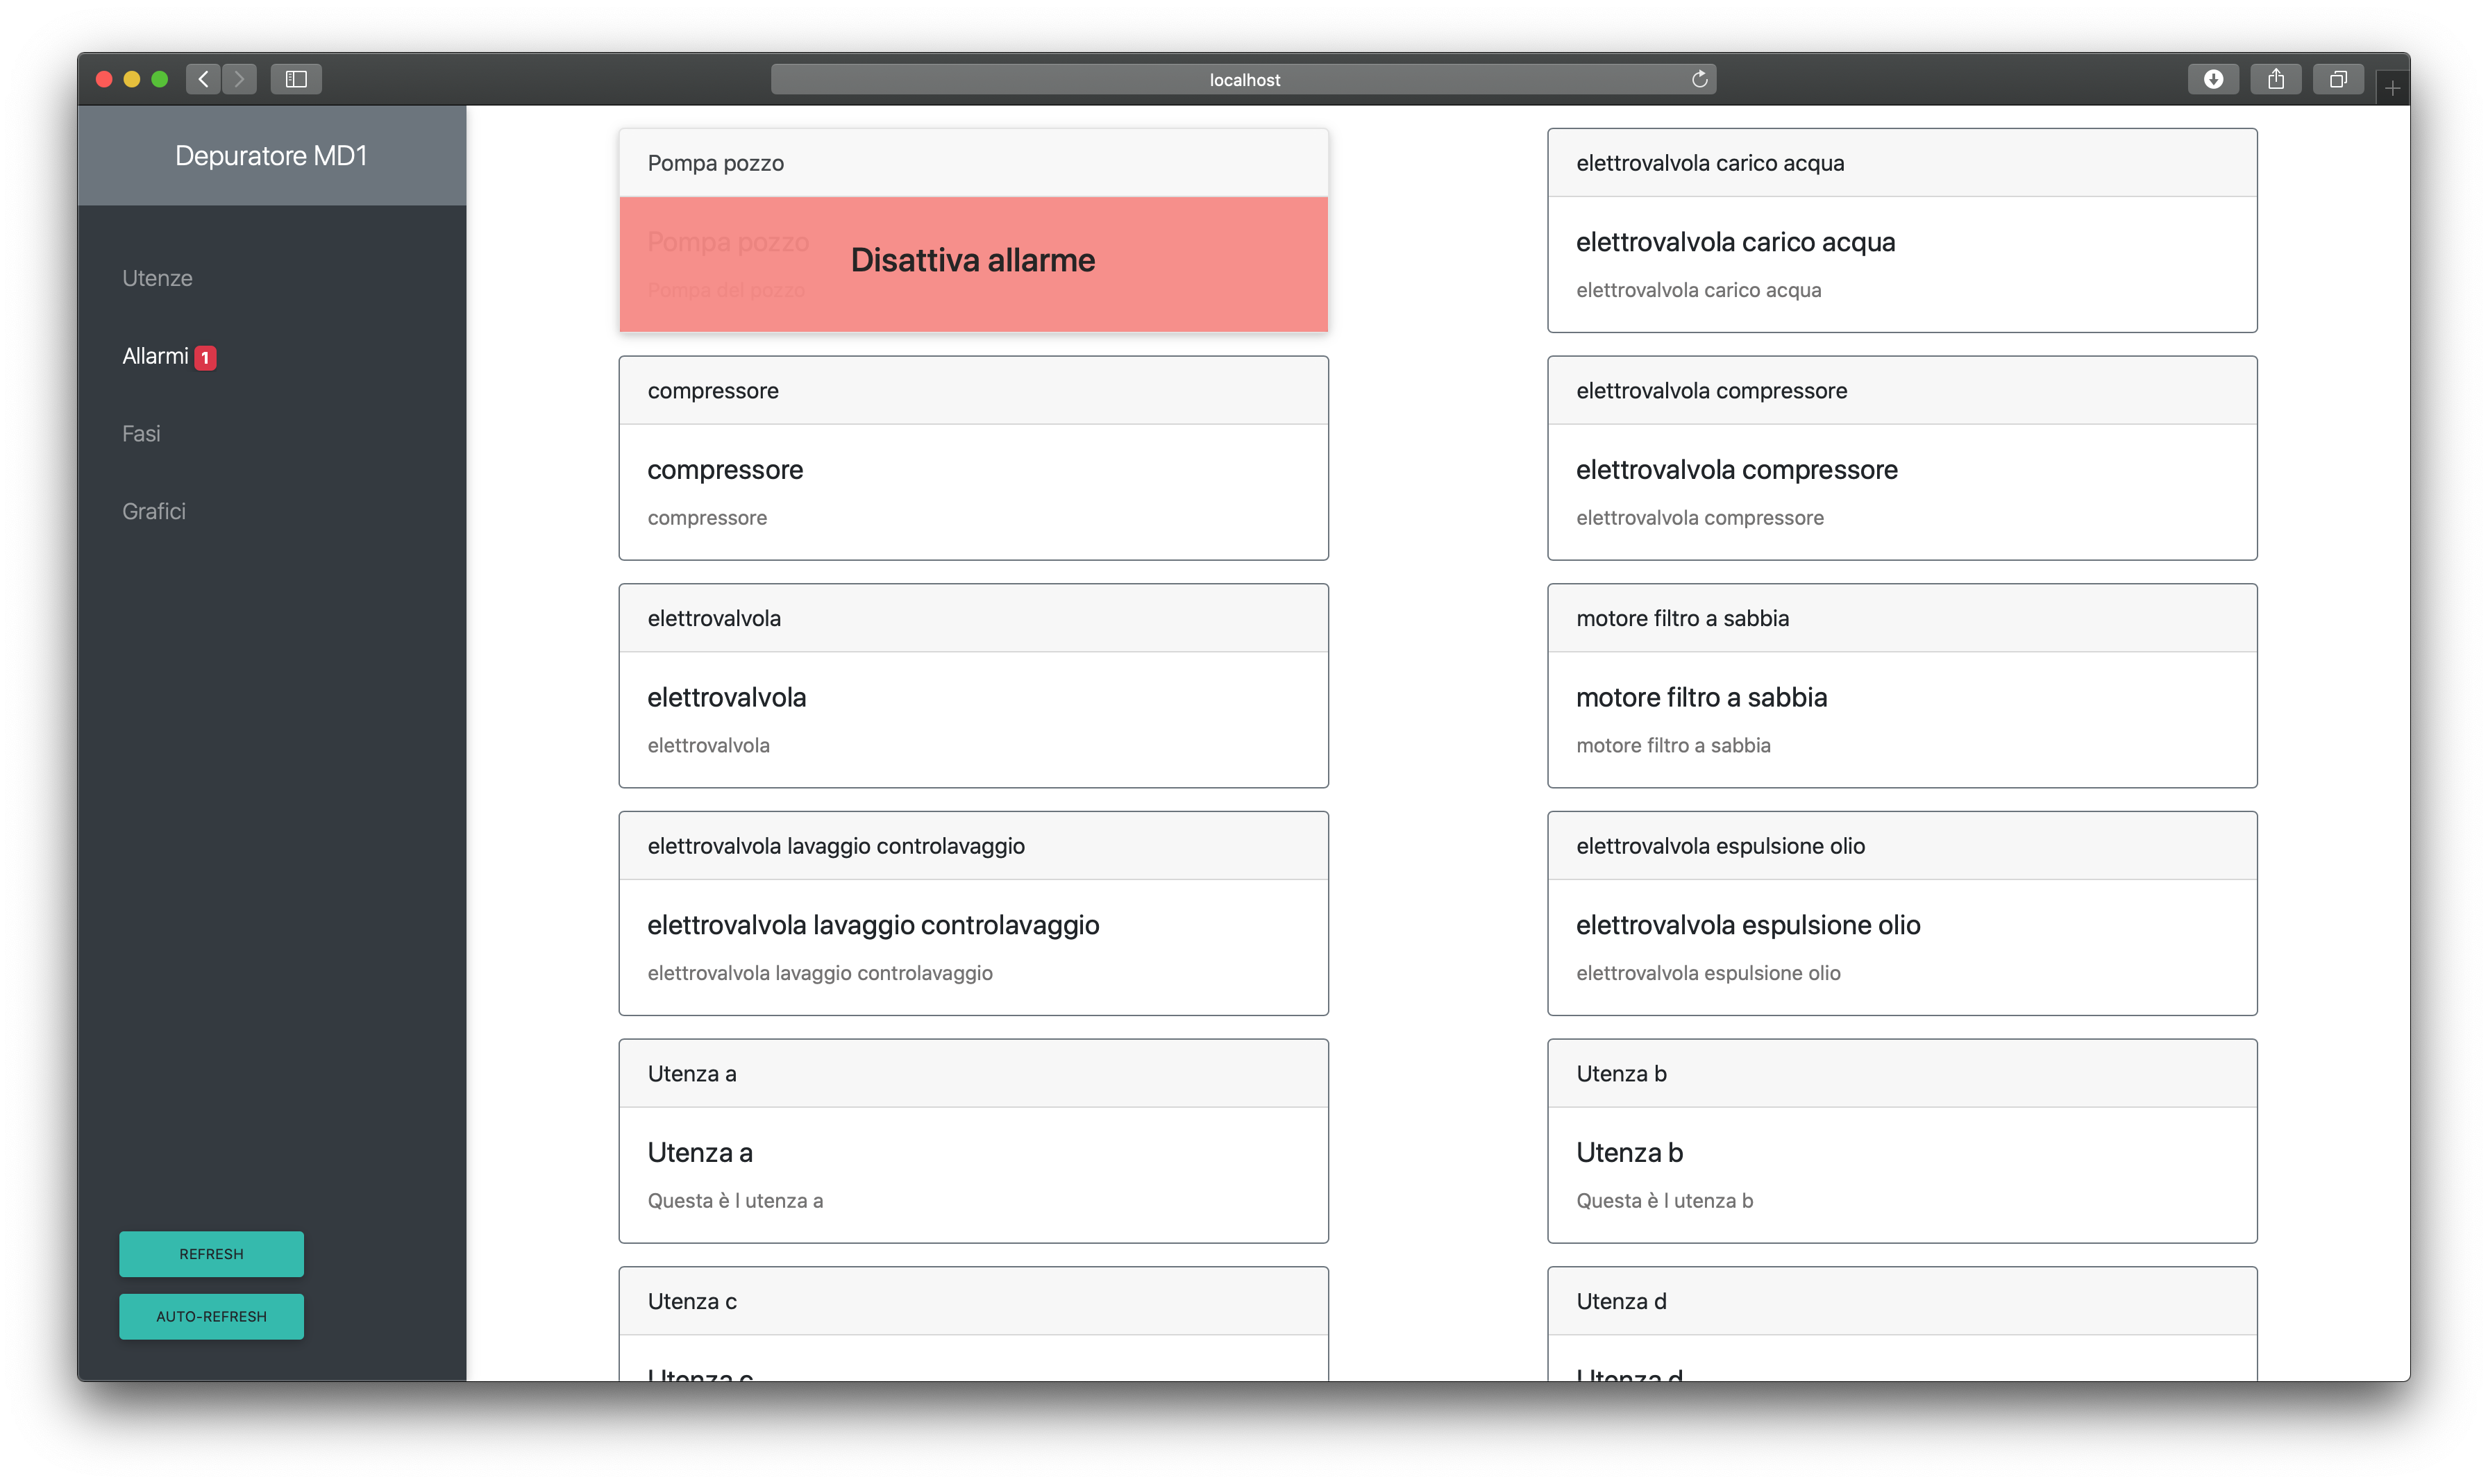 localhost
Depuratore MD1
Utenze
Allarmi 1
Fasi
Grafici
REFRESH
AUTO-REFRESH
Pompa pozzo
Pompa pozzo
Disattiva allarme
Pompa del pozzo
elettrovalvola carico acqua
elettrovalvola carico acqua
elettrovalvola carico acqua
compressore
compressore
compressore
elettrovalvola compressore
elettrovalvola compressore
elettrovalvola compressore
elettrovalvola
elettrovalvola
elettrovalvola
motore filtro a sabbia
motore filtro a sabbia
motore filtro a sabbia
elettrovalvola lavaggio controlavaggio
elettrovalvola lavaggio controlavaggio
elettrovalvola lavaggio controlavaggio
elettrovalvola espulsione olio
elettrovalvola espulsione olio
elettrovalvola espulsione olio
Utenza a
Utenza a
Questa è l utenza a
Utenza b
Utenza b
Questa è l utenza b
Utenza c
Utenza c
Utenza d
Utenza d